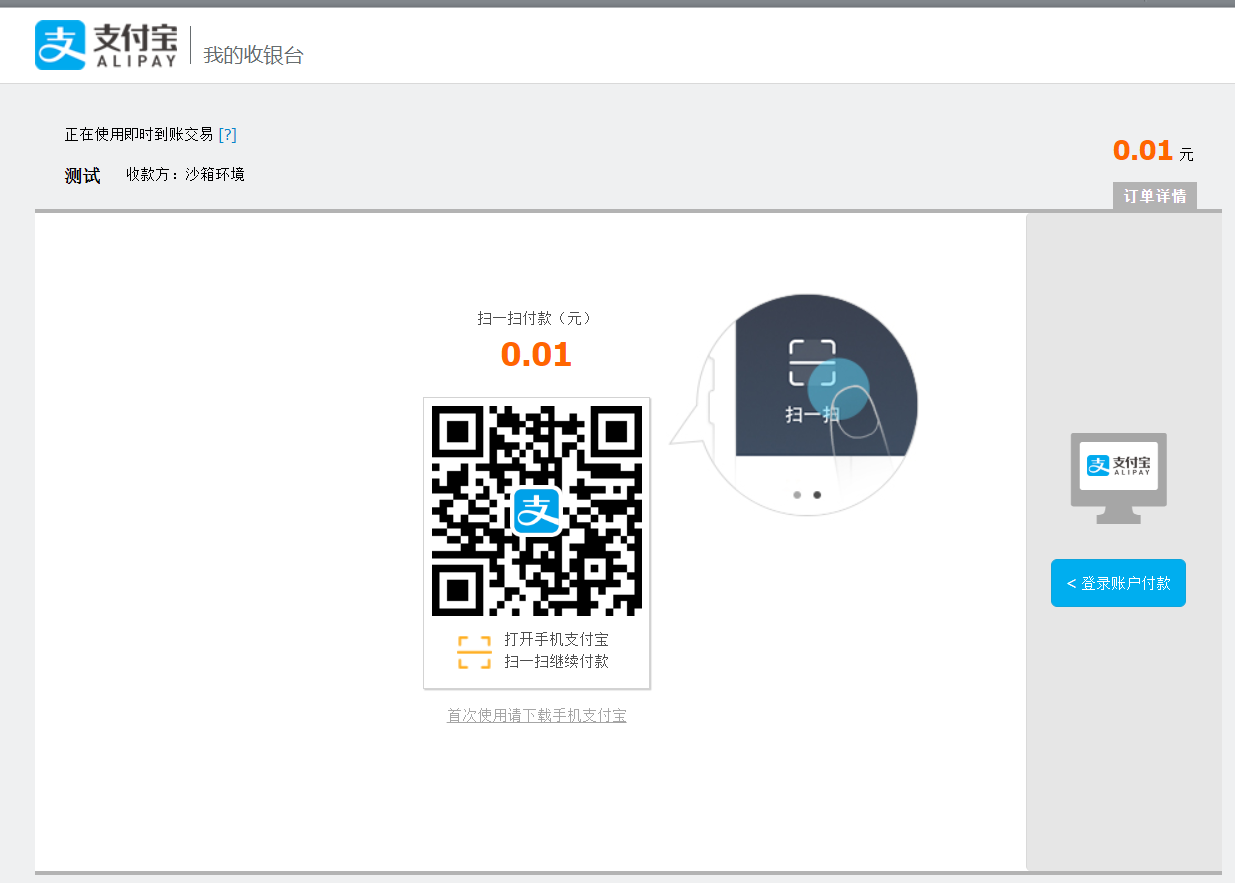 支付宝
ALIPAY
我的收银台
正在使用即时到账交易 [?]
测试 收款方：沙箱环境
0.01 元
订单详情
扫一扫付款（元）
0.01
扫一扫
支
打开手机支付宝
扫一扫继续付款
首次使用请下载手机支付宝
支付宝
ALIPAY
< 登录账户付款